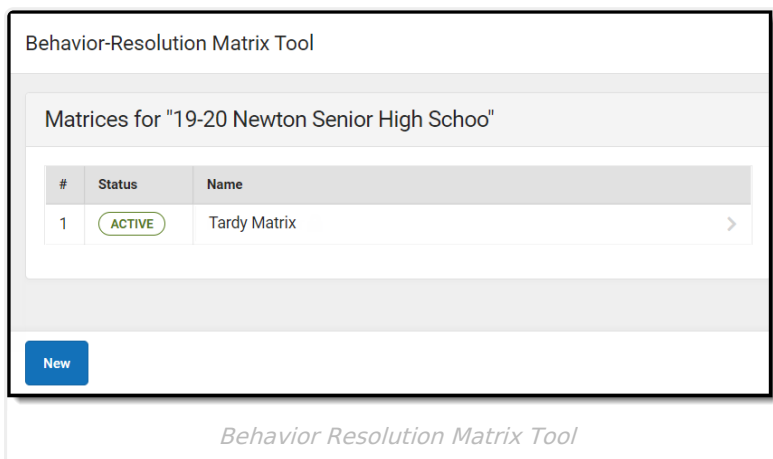 Behavior-Resolution Matrix Tool
Matrices for "19-20 Newton Senior High Schoo"
# Status Name
1 ACTIVE Tardy Matrix
New
Behavior Resolution Matrix Tool